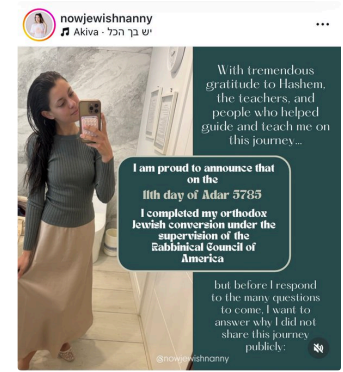 nowjewishnanny
Akiva · יש בך הכל
With tremendous
gratitude to Hashem,
the teachers, and
people who helped
guide and teach me on
this journey...
I am proud to announce that
on the
11th day of Adar 5785
I completed my orthodox
Jewish conversion under the
supervision of the
Rabbinical Council of
America
but before I respond
to the many questions
to come, I want to
answer why I did not
share this journey
publicly:
@nowjewishnanny